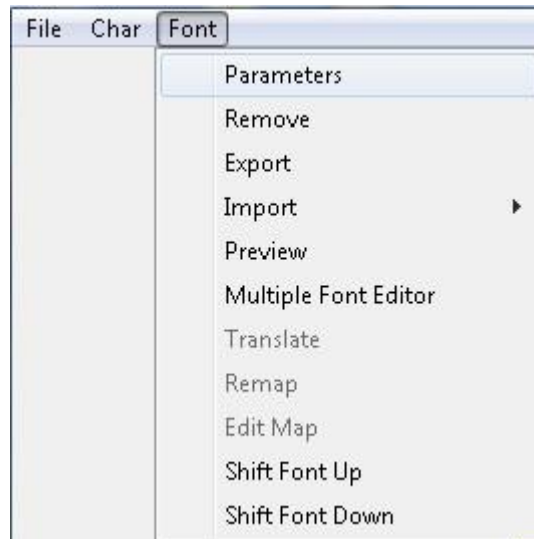 File Char Font
Parameters
Remove
Export
Import
Preview
Multiple Font Editor
Translate
Remap
Edit Map
Shift Font Up
Shift Font Down